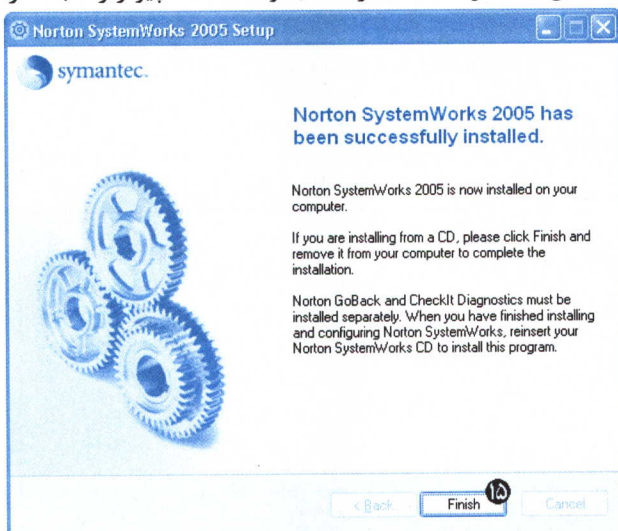 Norton SystemWorks 2005 Setup
symantec.
Norton SystemWorks 2005 has
been successfully installed.
Norton SystemWorks 2005 is now installed on your
computer.
If you are installing from a CD, please click Finish and
remove it from your computer to complete the
installation.
Norton GoBack and CheckIt Diagnostics must be
installed separately. When you have finished installing
and configuring Norton SystemWorks, reinsert your
Norton SystemWorks CD to install this program.
< Back
Finish
۱۵
Cancel